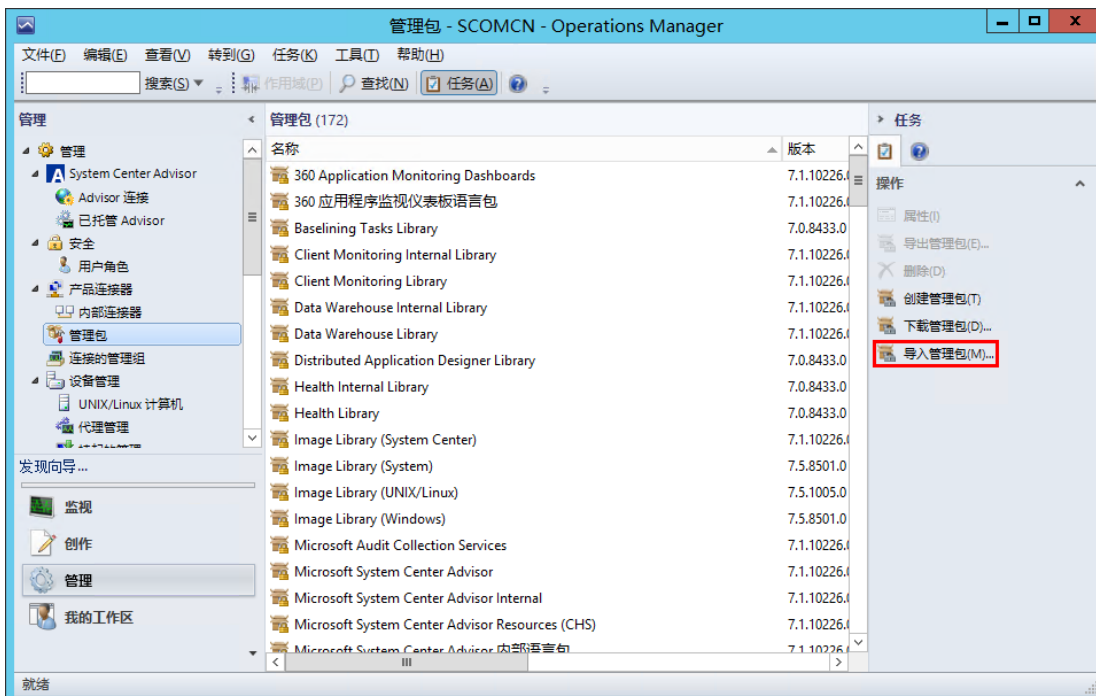 管理包 - SCOMCN - Operations Manager
文件(F) 编辑(E) 查看(V) 转到(G) 任务(K) 工具(T) 帮助(H)
搜索(S) 作用域(P) 查找(N) 任务(A)
管理
管理
System Center Advisor
Advisor 连接
已托管 Advisor
安全
用户角色
产品连接器
内部连接器
管理包
连接的管理组
设备管理
UNIX/Linux 计算机
代理管理
发现向导...
监视
创作
管理
我的工作区
管理包 (172)
名称 版本
360 Application Monitoring Dashboards 7.1.10226.
360 应用程序监视仪表板语言包 7.1.10226.
Baselining Tasks Library 7.0.8433.0
Client Monitoring Internal Library 7.1.10226.
Client Monitoring Library 7.1.10226.
Data Warehouse Internal Library 7.1.10226.
Data Warehouse Library 7.1.10226.
Distributed Application Designer Library 7.0.8433.0
Health Internal Library 7.0.8433.0
Health Library 7.0.8433.0
Image Library (System Center) 7.1.10226.
Image Library (System) 7.5.8501.0
Image Library (UNIX/Linux) 7.5.1005.0
Image Library (Windows) 7.5.8501.0
Microsoft Audit Collection Services 7.1.10226.
Microsoft System Center Advisor 7.1.10226.
Microsoft System Center Advisor Internal 7.1.10226.
Microsoft System Center Advisor Resources (CHS) 7.1.10226.
Microsoft System Center Advisor 内部语言包 7.1.10226.
任务
操作
属性(I)
导出管理包(E)...
删除(D)
创建管理包(T)
下载管理包(D)...
导入管理包(M)...
就绪